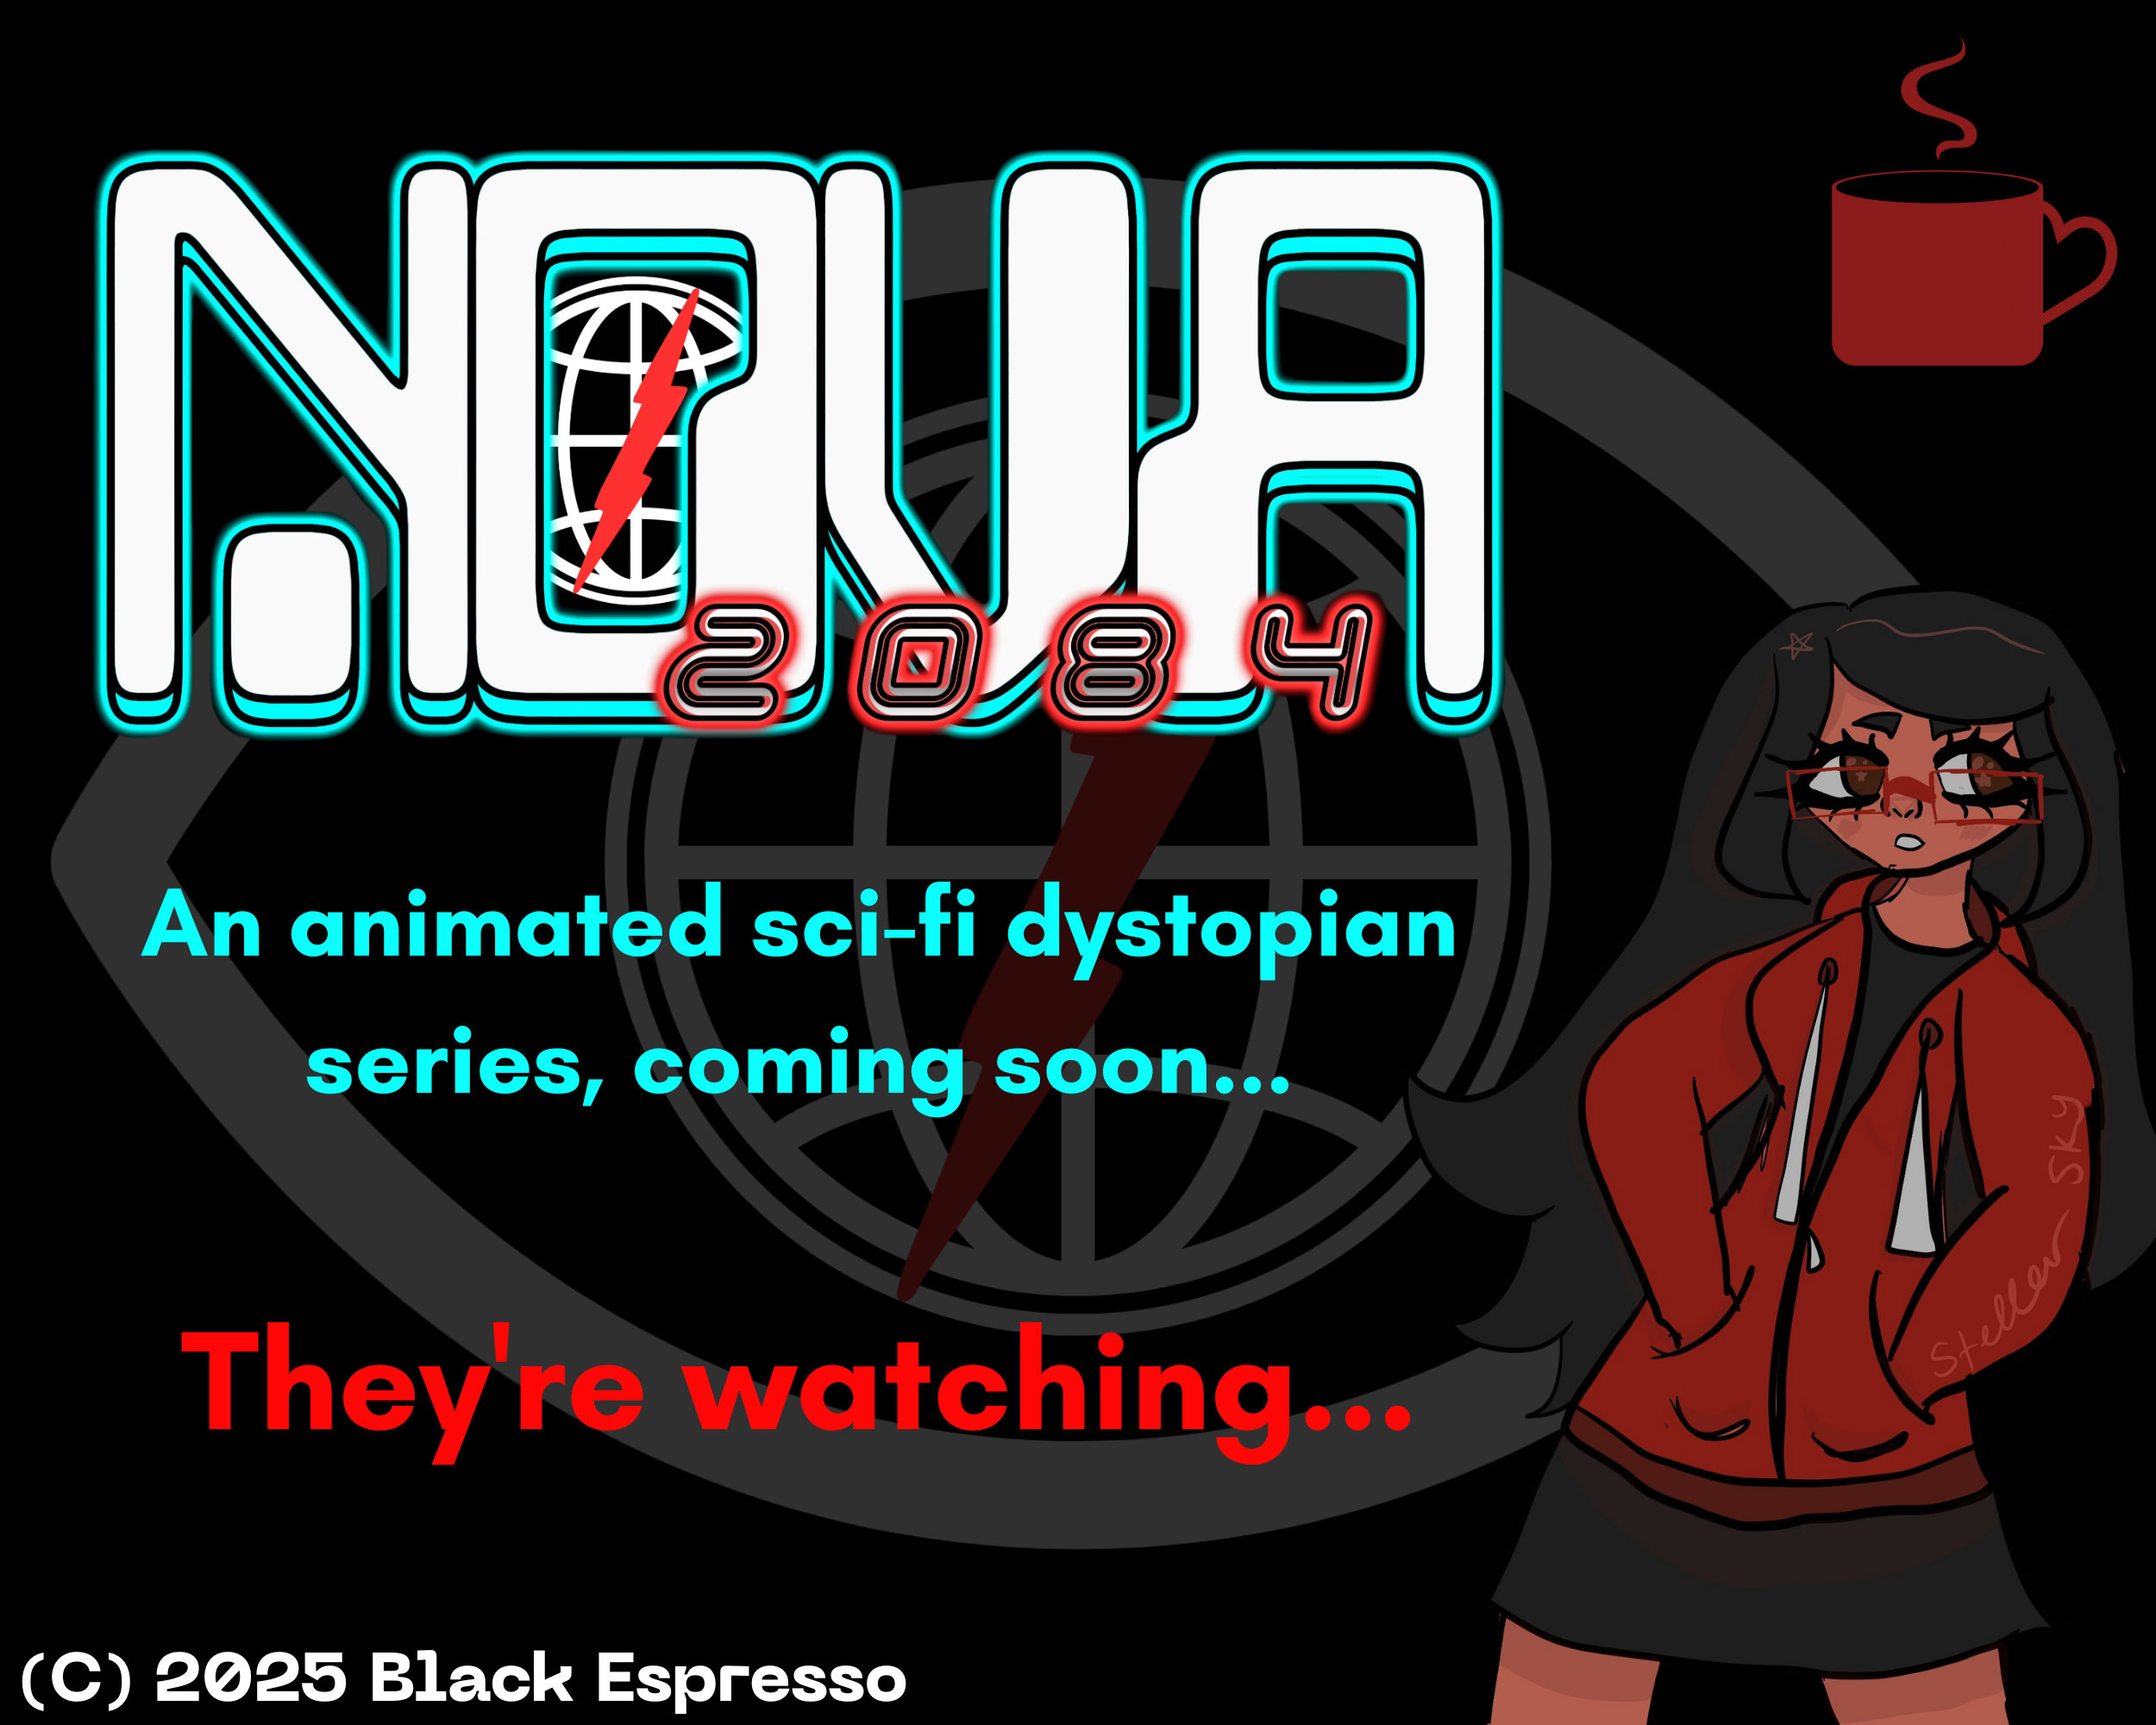 NOVA
2084
An animated sci-fi dystopian
series, coming soon...
They're watching...
Steller Sky
(C) 2025 Black Espresso